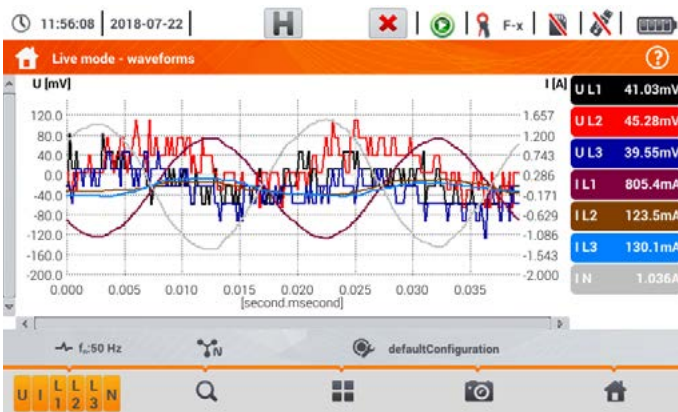 11:56:08 2018-07-22 H F-x
Live mode - waveforms ?
U [mV] I [A]
120.0
80.0
40.0
0.0
-40.0
-80.0
-120.0
-160.0
-200.0
1.657
1.200
0.743
0.286
-0.171
-0.629
-1.086
-1.543
-2.000
0.000 0.005 0.010 0.015 0.020 0.025 0.030 0.035
[second.msecond]
U L1 41.03mV
U L2 45.28mV
U L3 39.55mV
I L1 805.4mA
I L2 123.5mA
I L3 130.1mA
I N 1.036A
fn:50 Hz N defaultConfiguration
U I L1 L2 L3 N